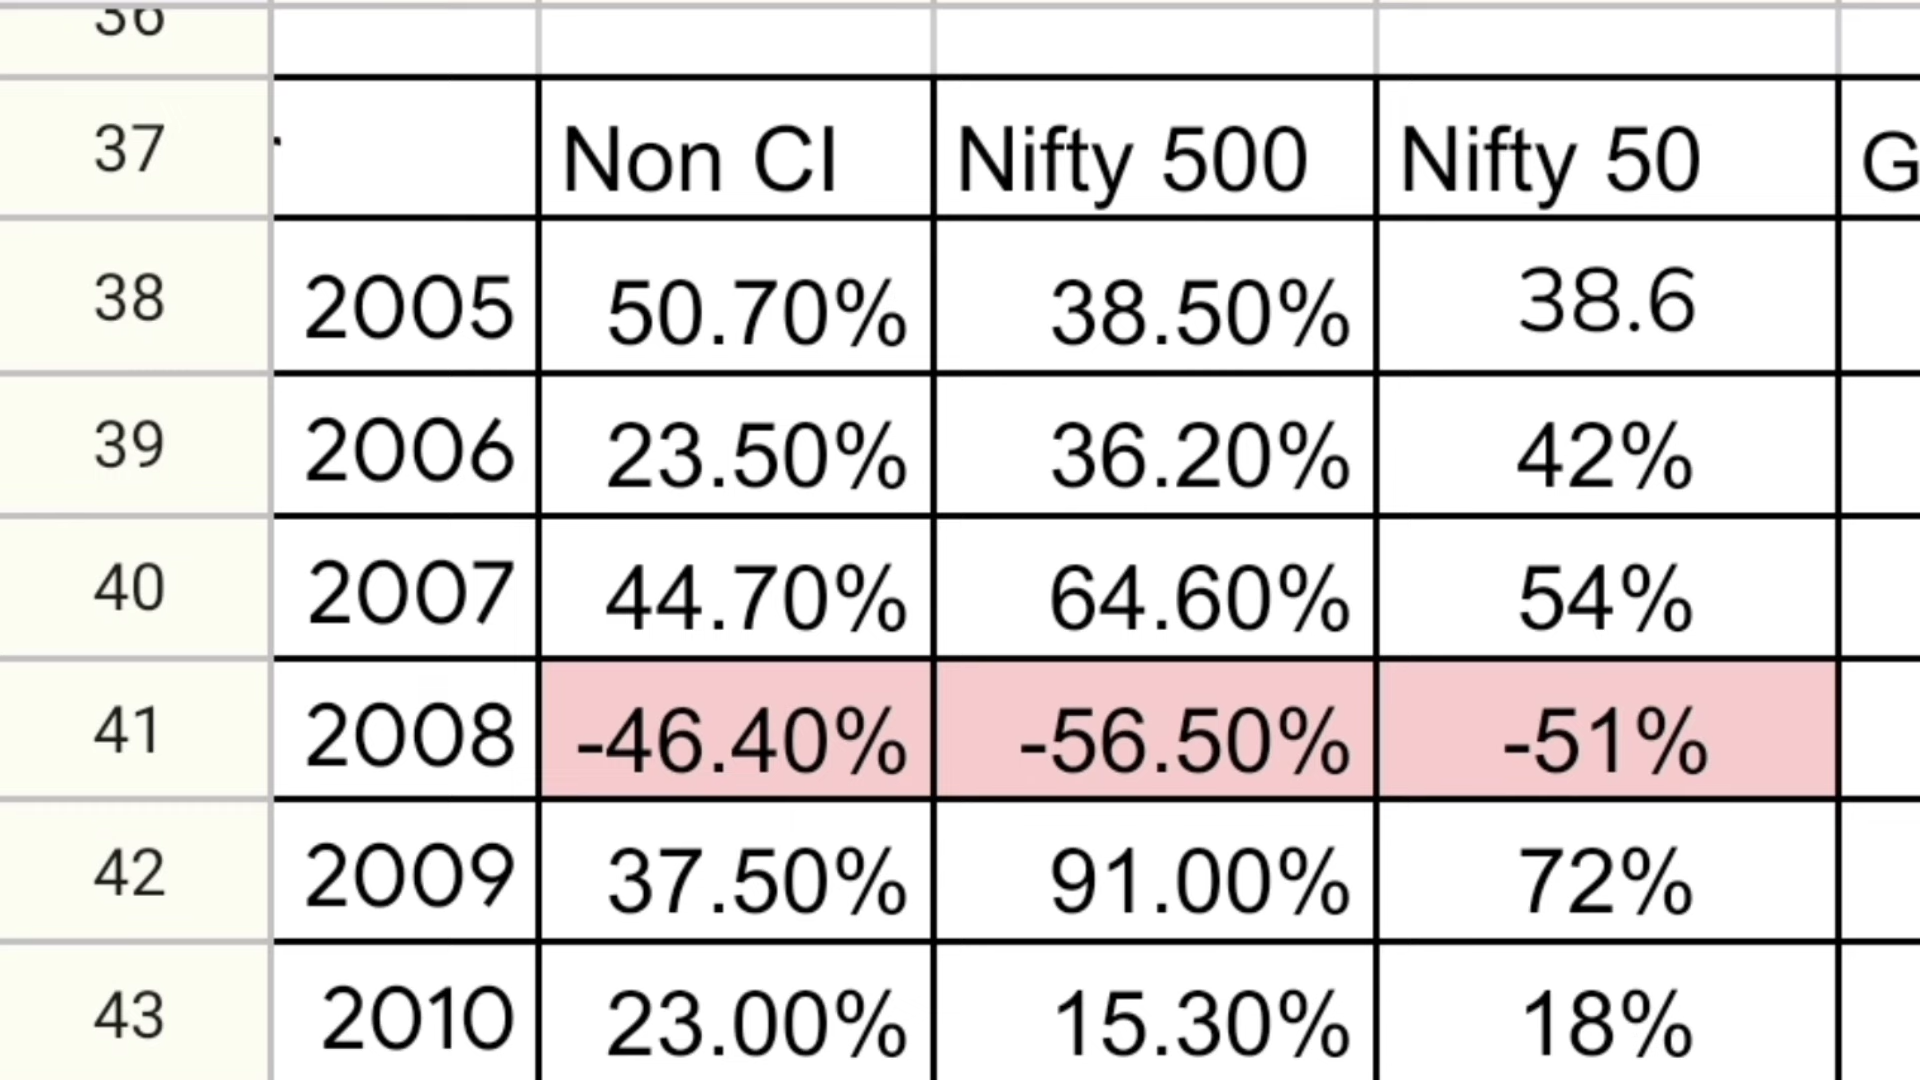 36
37 Non CI Nifty 500 Nifty 50 G
38 2005 50.70% 38.50% 38.6
39 2006 23.50% 36.20% 42%
40 2007 44.70% 64.60% 54%
41 2008 -46.40% -56.50% -51%
42 2009 37.50% 91.00% 72%
43 2010 23.00% 15.30% 18%